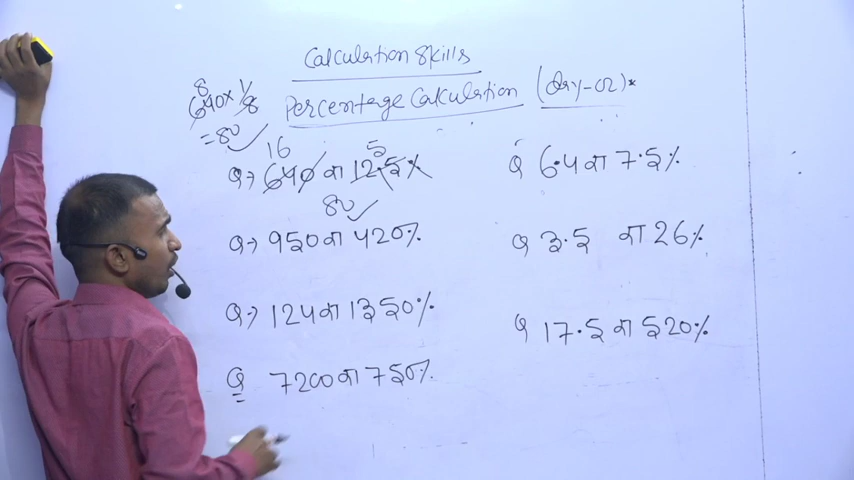 Calculation Skills
Percentage Calculation (Day-02)*
8
640 × 1/8
= 80 ✓
16 5
Q→ 640 का 12.5%
80 ✓
Q→ 950 का 420%
Q→ 124 का 1350%
Q 7200 का 750%
Q 6.4 का 7.5%
Q 3.5 का 26%
Q 17.5 का 520%